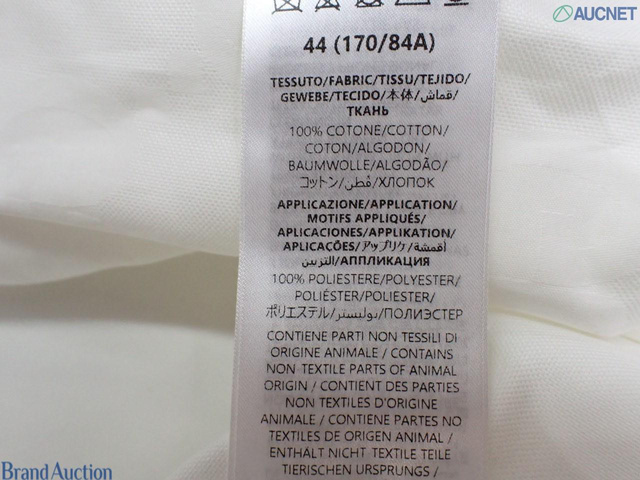 AUCNET
44 (170/84A)
TESSUTO/FABRIC/TISSU/TEJIDO/
GEWEBE/TECIDO/本体/قماش/
ТКАНЬ
100% COTONE/COTTON/
COTON/ALGODON/
BAUMWOLLE/ALGODÃO/
コットン/قُطن/ХЛОПОК
APPLICAZIONE/APPLICATION/
MOTIFS APPLIQUÉS/
APLICACIONES/APPLIKATION/
APLICAÇÕES/アップリケ/أقمشة
التزيين/АППЛИКАЦИЯ
100% POLIESTERE/POLYESTER/
POLIÉSTER/POLIESTER/
ポリエステル/بوليستر/ПОЛИЭСТЕР
CONTIENE PARTI NON TESSILI DI
ORIGINE ANIMALE / CONTAINS
NON TEXTILE PARTS OF ANIMAL
ORIGIN / CONTIENT DES PARTIES
NON TEXTILES D'ORIGINE
ANIMALE / CONTIENE PARTES NO
TEXTILES DE ORIGEN ANIMAL /
ENTHÄLT NICHT TEXTILE TEILE
TIERISCHEN URSPRUNGS /
Brand Auction